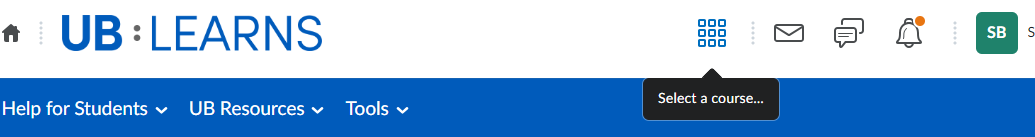 UB : LEARNS
SB
S
Select a course...
Help for Students
UB Resources
Tools